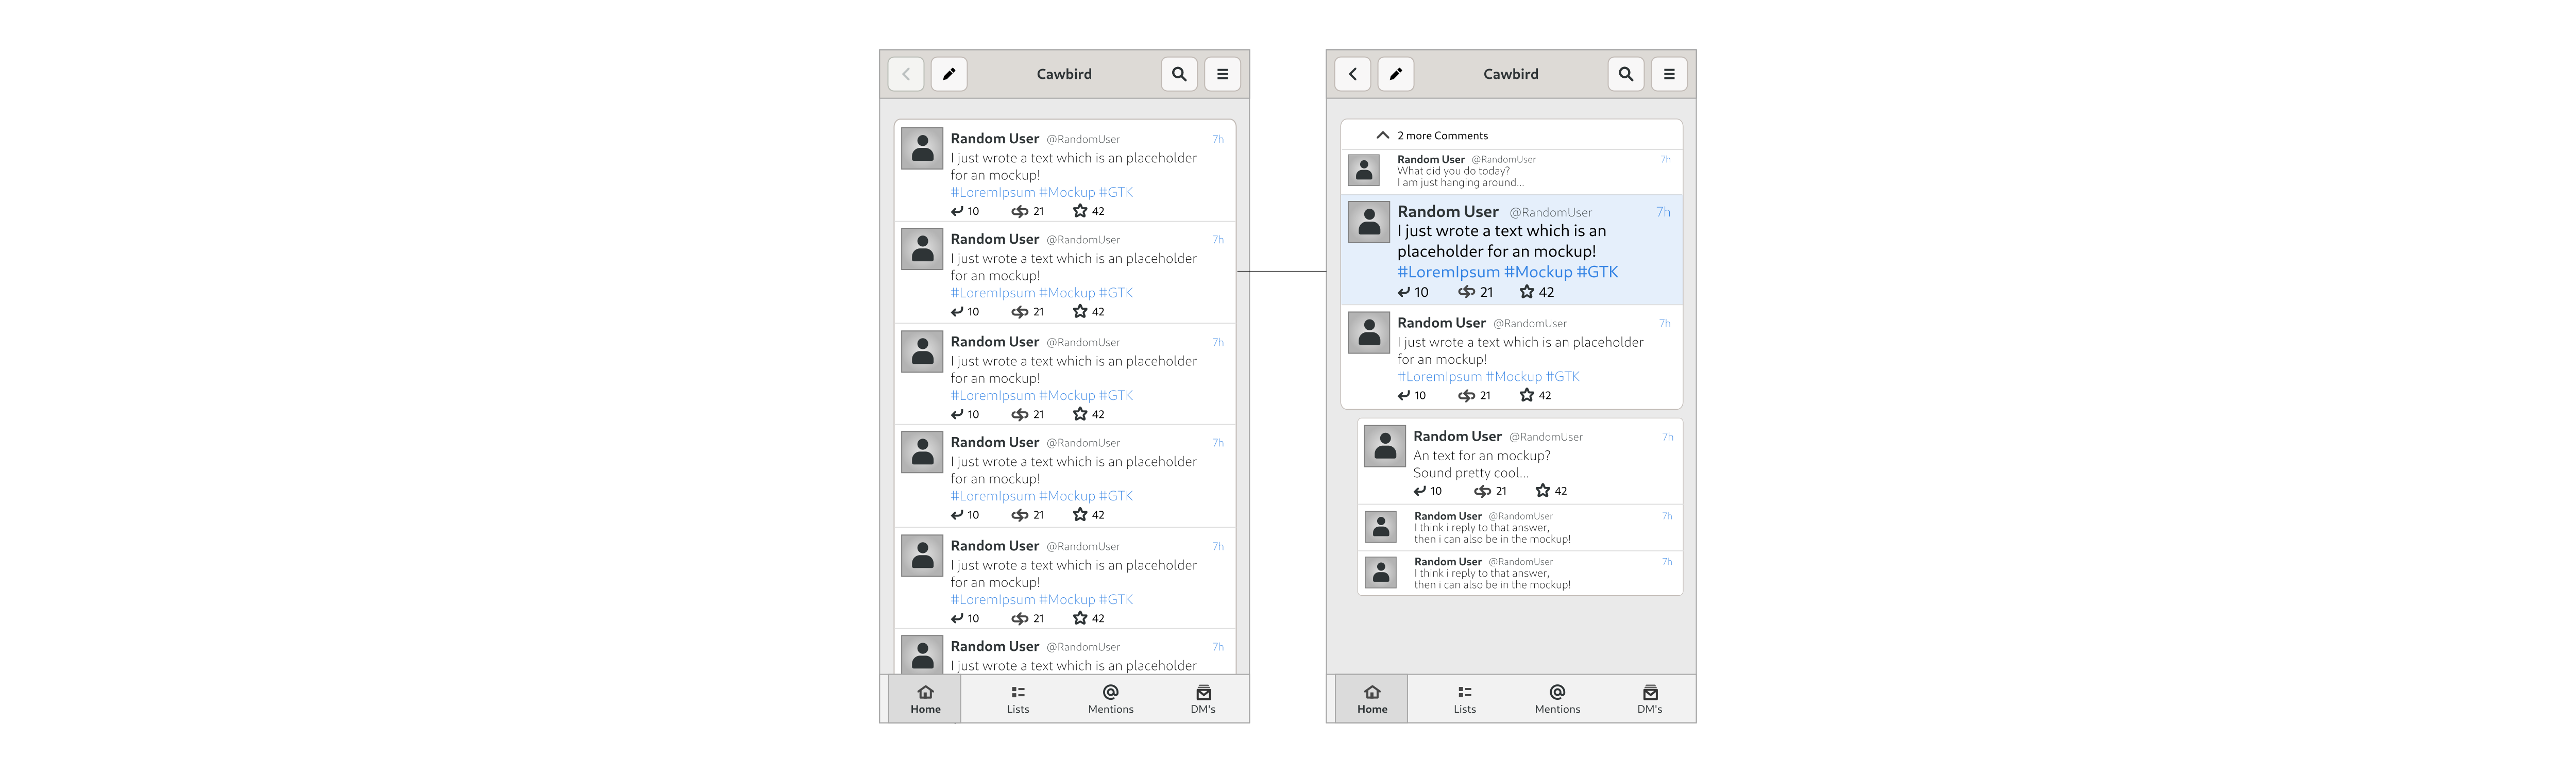 Cawbird
Random User @RandomUser 7h
I just wrote a text which is an placeholder
for an mockup!
#LoremIpsum #Mockup #GTK
10 21 42
Random User @RandomUser 7h
I just wrote a text which is an placeholder
for an mockup!
#LoremIpsum #Mockup #GTK
10 21 42
Random User @RandomUser 7h
I just wrote a text which is an placeholder
for an mockup!
#LoremIpsum #Mockup #GTK
10 21 42
Random User @RandomUser 7h
I just wrote a text which is an placeholder
for an mockup!
#LoremIpsum #Mockup #GTK
10 21 42
Random User @RandomUser 7h
I just wrote a text which is an placeholder
for an mockup!
#LoremIpsum #Mockup #GTK
10 21 42
Random User @RandomUser 7h
I just wrote a text which is an placeholder
Home Lists Mentions DM's
Cawbird
2 more Comments
Random User @RandomUser 7h
What did you do today?
I am just hanging around...
Random User @RandomUser 7h
I just wrote a text which is an
placeholder for an mockup!
#LoremIpsum #Mockup #GTK
10 21 42
Random User @RandomUser 7h
I just wrote a text which is an placeholder
for an mockup!
#LoremIpsum #Mockup #GTK
10 21 42
Random User @RandomUser 7h
An text for an mockup?
Sound pretty cool...
10 21 42
Random User @RandomUser 7h
I think i reply to that answer,
then i can also be in the mockup!
Random User @RandomUser 7h
I think i reply to that answer,
then i can also be in the mockup!
Home Lists Mentions DM's